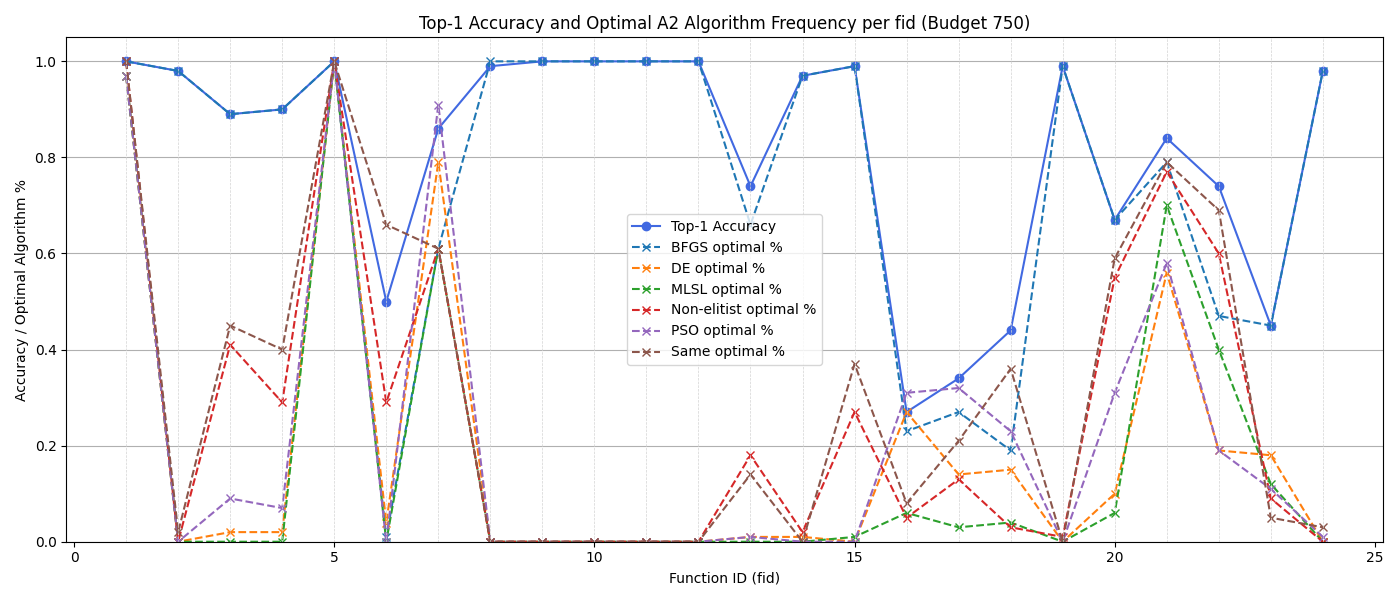 Top-1 Accuracy and Optimal A2 Algorithm Frequency per fid (Budget 750)
Accuracy / Optimal Algorithm %
1.0
0.8
0.6
0.4
0.2
0.0
Top-1 Accuracy
BFGS optimal %
DE optimal %
MLSL optimal %
Non-elitist optimal %
PSO optimal %
Same optimal %
0
5
10
15
20
25
Function ID (fid)